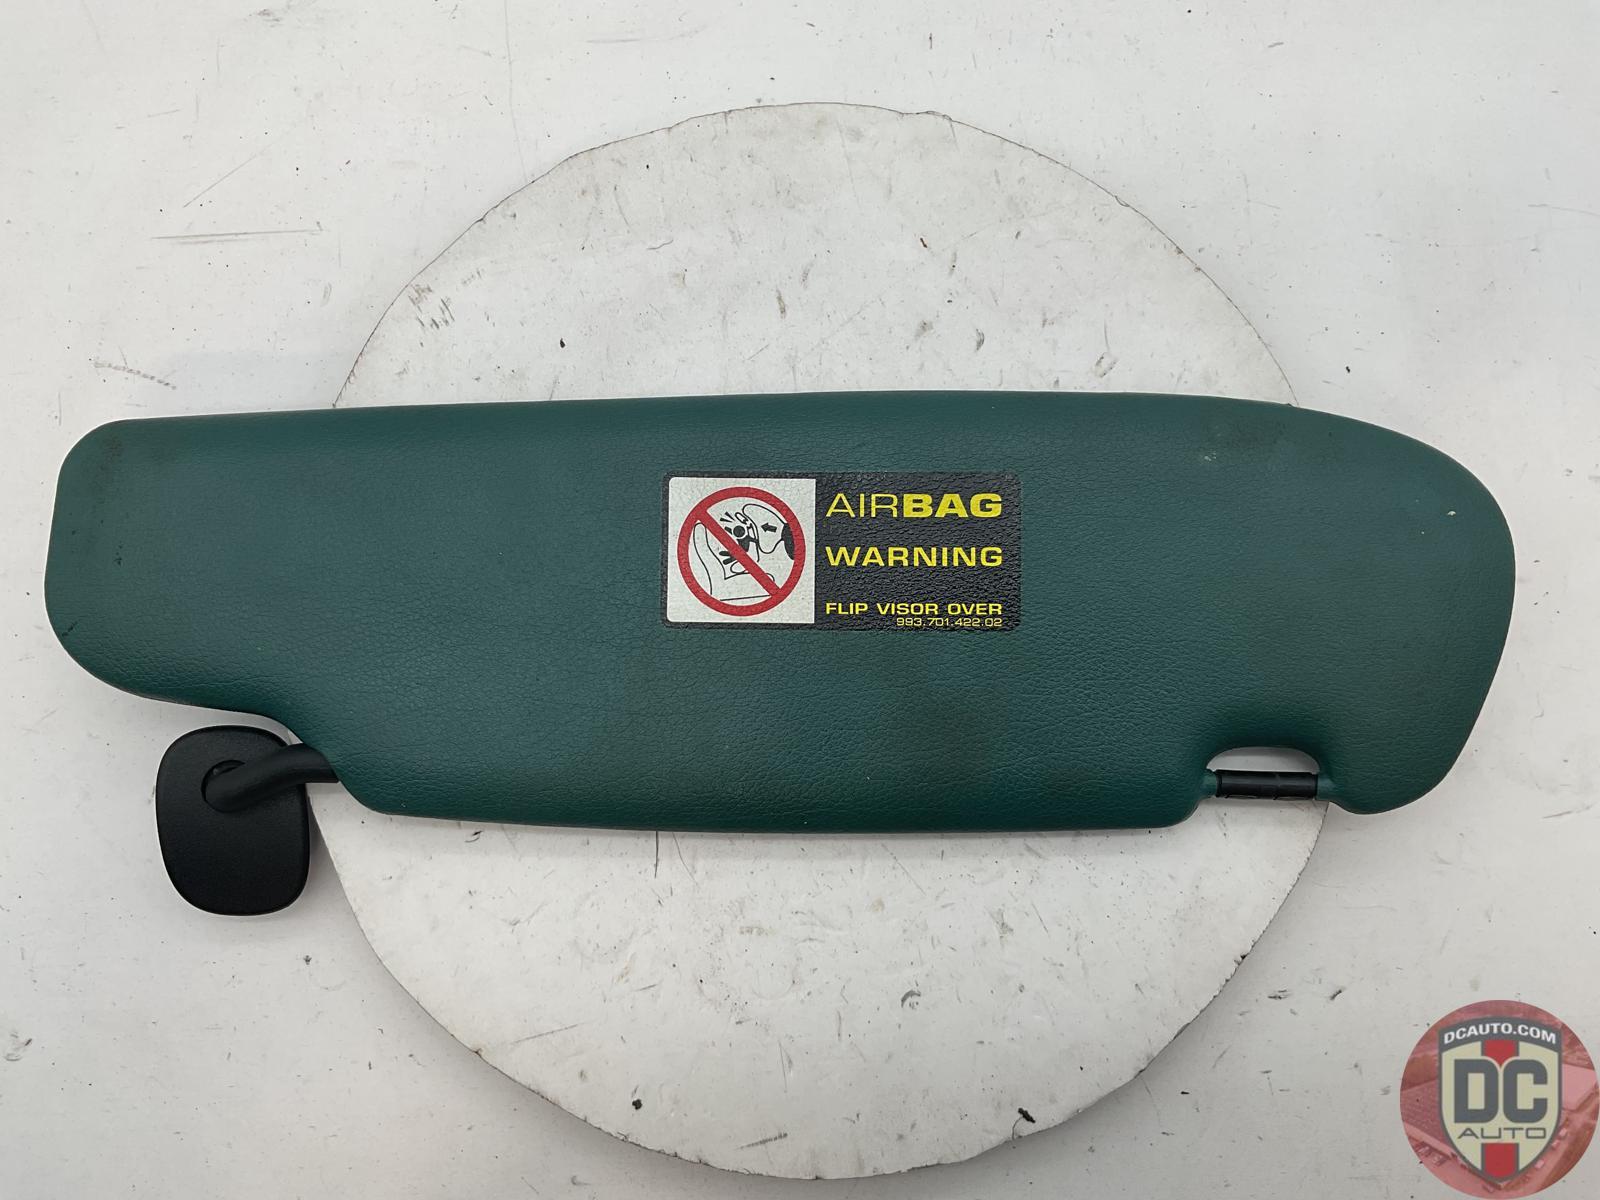 AIRBAG
WARNING
FLIP VISOR OVER
993.701.422.02
DCAUTO.COM
DC
AUTO